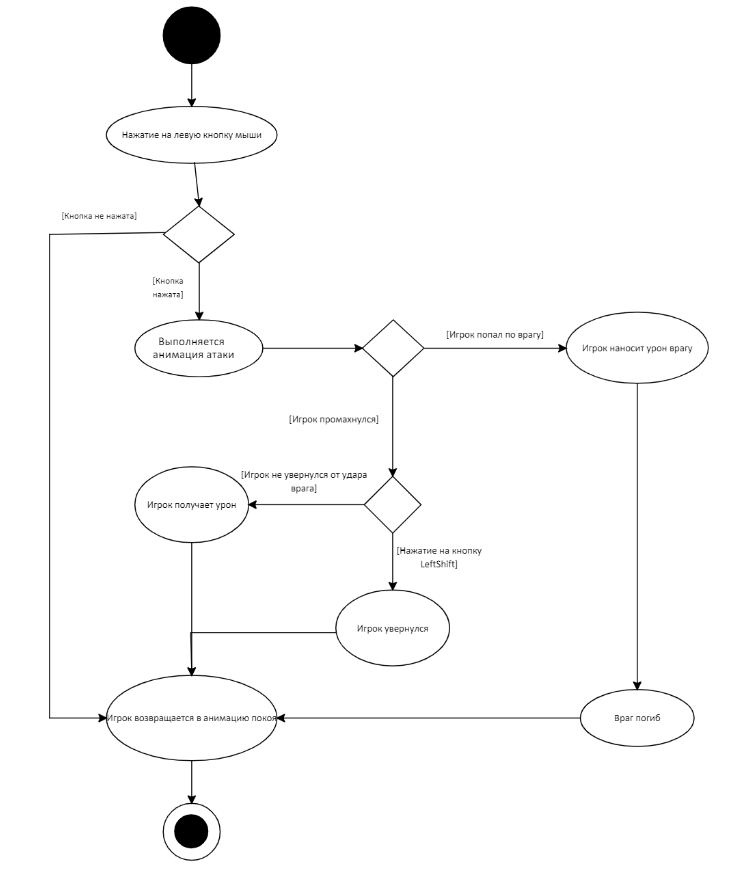 Нажатие на левую кнопку мыши
[Кнопка не нажата]
[Кнопка
нажата]
Выполняется
анимация атаки
[Игрок попал по врагу]
Игрок наносит урон врагу
[Игрок промахнулся]
[Игрок не увернулся от удара
врага]
Игрок получает урон
[Нажатие на кнопку
LeftShift]
Игрок увернулся
Игрок возвращается в анимацию покоя
Враг погиб